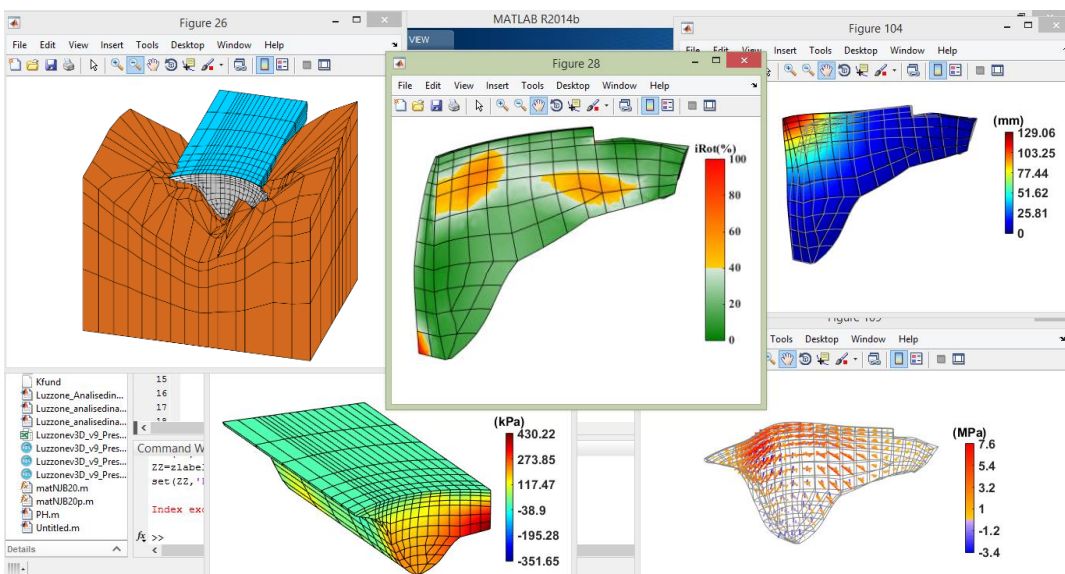 Figure 26
File Edit View Insert Tools Desktop Window Help
MATLAB R2014b
VIEW
Figure 28
File Edit View Insert Tools Desktop Window Help
iRot(%)
100
80
60
40
20
0
Figure 104
File Edit View Insert Tools Desktop Window Help
(mm)
129.06
103.25
77.44
51.62
25.81
0
Kfund
Luzzone_Analisedin...
Luzzone_analisedina...
Luzzone_analisedina...
Luzzonev3D_v9_Pres...
Luzzonev3D_v9_Pres...
Luzzonev3D_v9_Pres...
Luzzonev3D_v9_Pres...
matNJB20.m
matNJB20p.m
PH.m
Untitled.m
Details
15
16
17
18
Command W
ZZ=zlabel
set(ZZ,'
Index exc
fx >>
(kPa)
430.22
273.85
117.47
-38.9
-195.28
-351.65
Tools Desktop Window Help
(MPa)
7.6
5.4
3.2
1
-1.2
-3.4